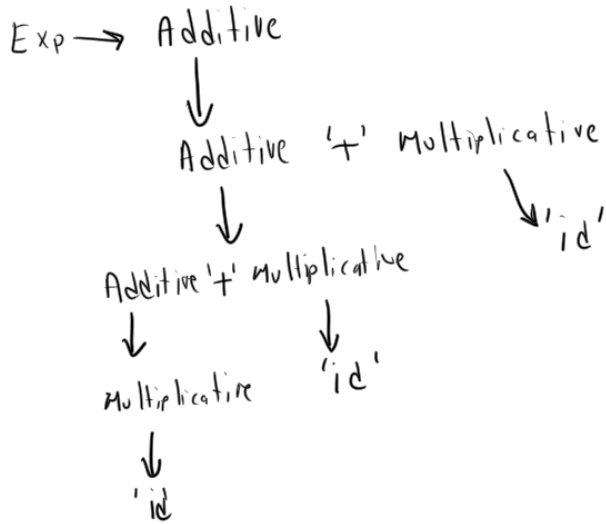 Exp → Additive
Additive '+' Multiplicative
'id'
Additive '+' Multiplicative
Multiplicative 'id'
'id